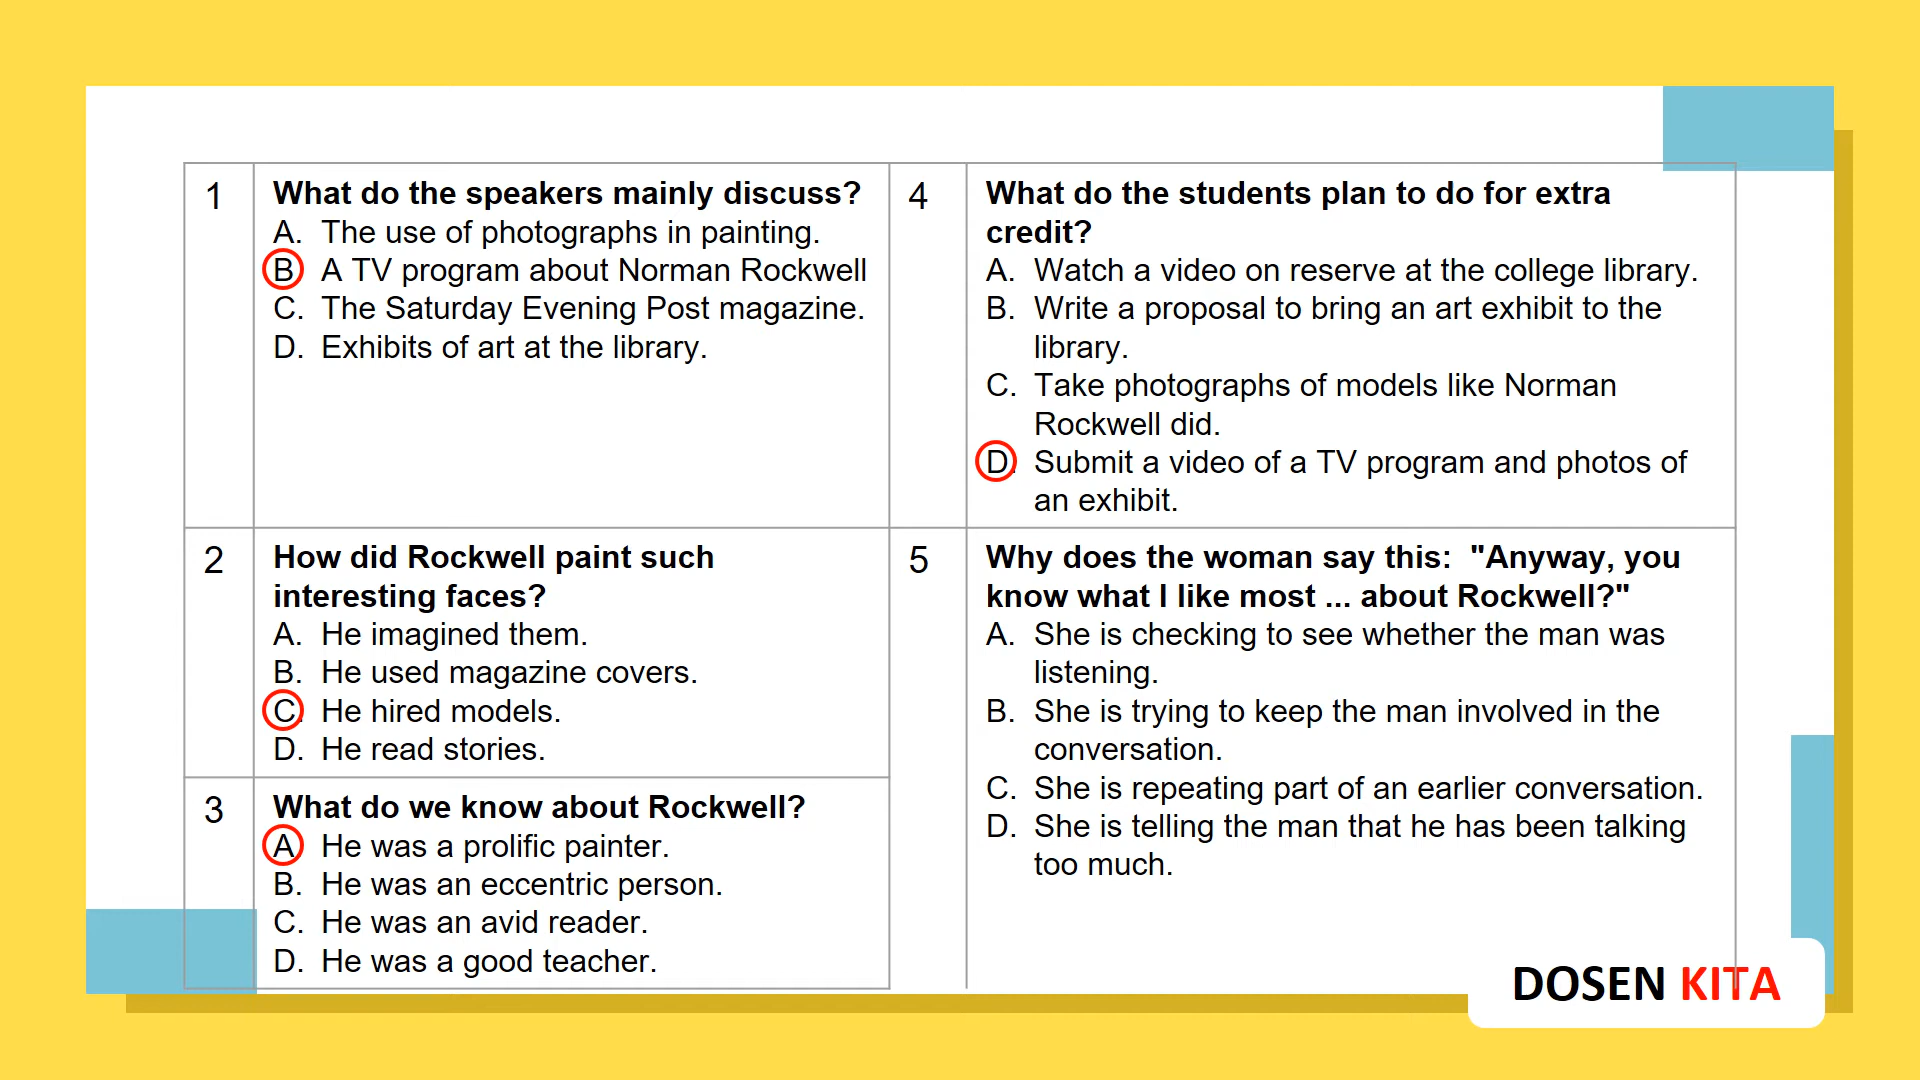 1
What do the speakers mainly discuss?
A. The use of photographs in painting.
B A TV program about Norman Rockwell
C. The Saturday Evening Post magazine.
D. Exhibits of art at the library.
2
How did Rockwell paint such
interesting faces?
A. He imagined them.
B. He used magazine covers.
C. He hired models.
D. He read stories.
3
What do we know about Rockwell?
A He was a prolific painter.
B. He was an eccentric person.
C. He was an avid reader.
D. He was a good teacher.
4
What do the students plan to do for extra
credit?
A. Watch a video on reserve at the college library.
B. Write a proposal to bring an art exhibit to the
library.
C. Take photographs of models like Norman
Rockwell did.
D. Submit a video of a TV program and photos of
an exhibit.
5
Why does the woman say this:  "Anyway, you
know what I like most ... about Rockwell?"
A. She is checking to see whether the man was
listening.
B. She is trying to keep the man involved in the
conversation.
C. She is repeating part of an earlier conversation.
D. She is telling the man that he has been talking
too much.
DOSEN KITA